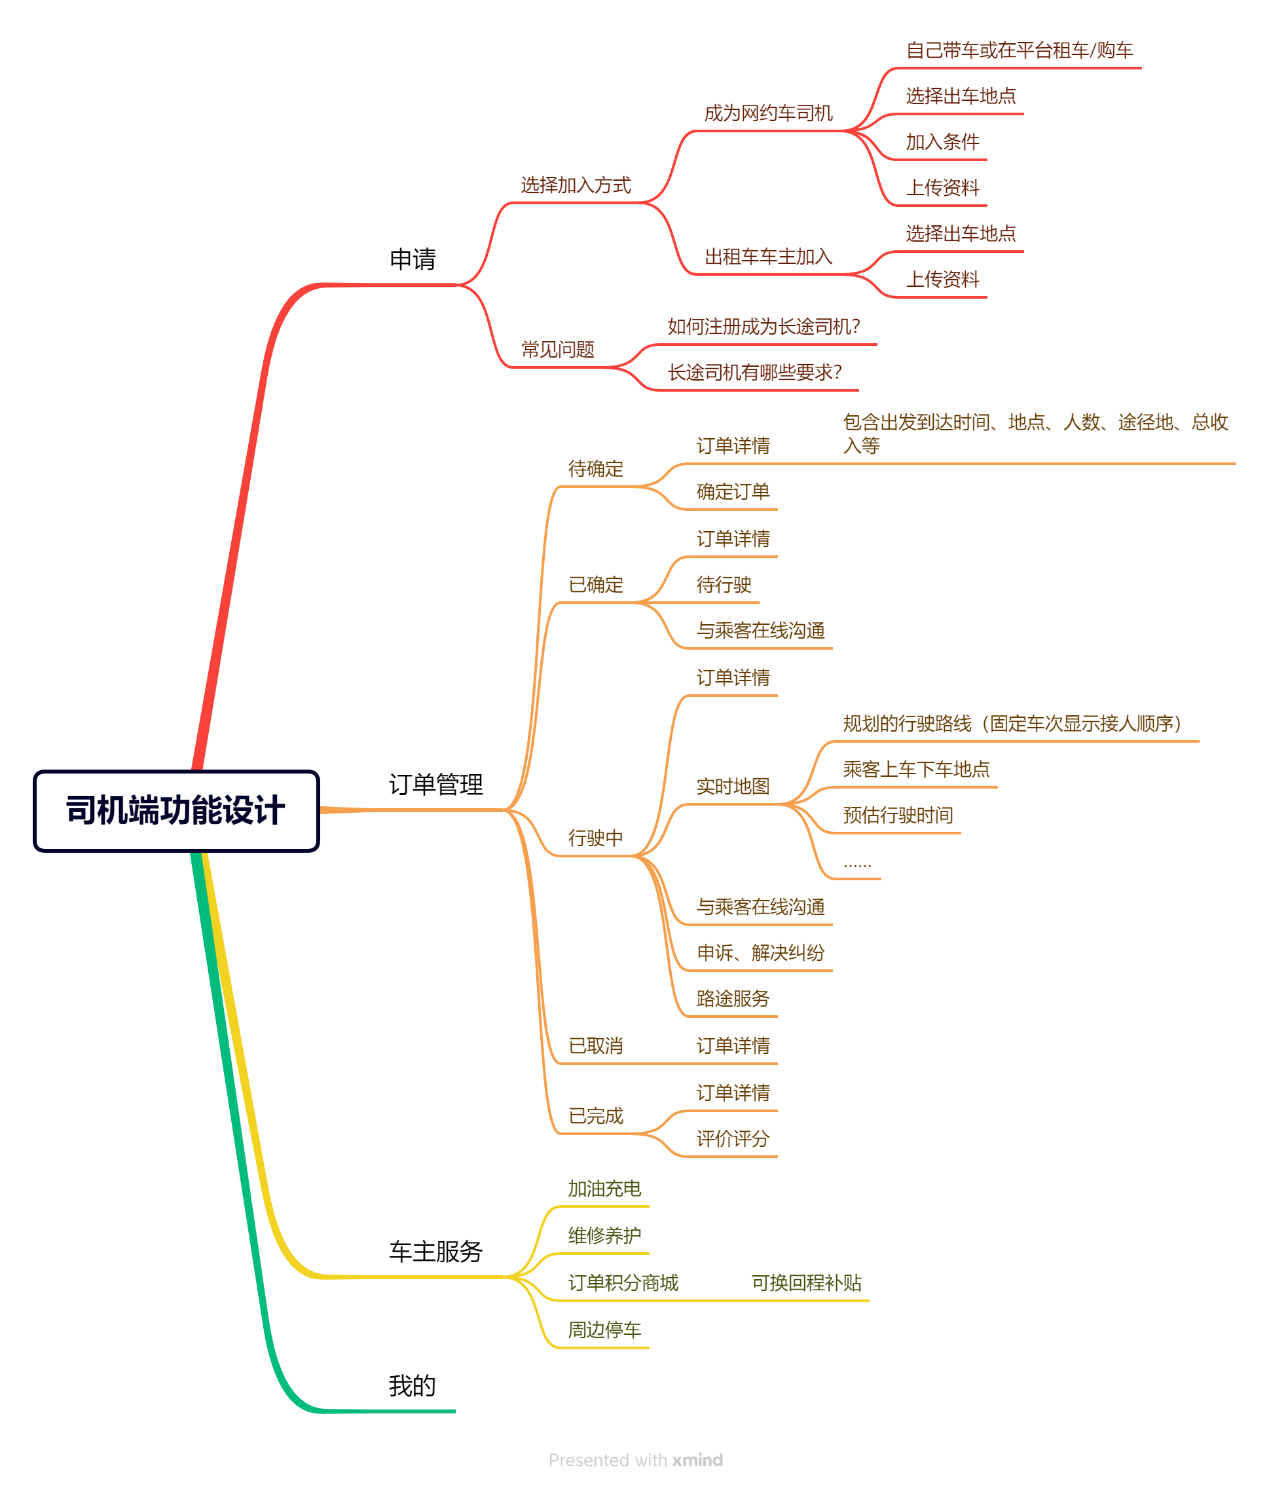 司机端功能设计
申请
选择加入方式
成为网约车司机
自己带车或在平台租车/购车
选择出车地点
加入条件
上传资料
出租车车主加入
选择出车地点
上传资料
常见问题
如何注册成为长途司机?
长途司机有哪些要求?
订单管理
待确定
订单详情
包含出发到达时间、地点、人数、途径地、总收
入等
确定订单
已确定
订单详情
待行驶
与乘客在线沟通
行驶中
订单详情
实时地图
规划的行驶路线（固定车次显示接人顺序）
乘客上车下车地点
预估行驶时间
……
与乘客在线沟通
申诉、解决纠纷
路途服务
已取消
订单详情
已完成
订单详情
评价评分
车主服务
加油充电
维修养护
订单积分商城
可换回程补贴
周边停车
我的
Presented with xmind